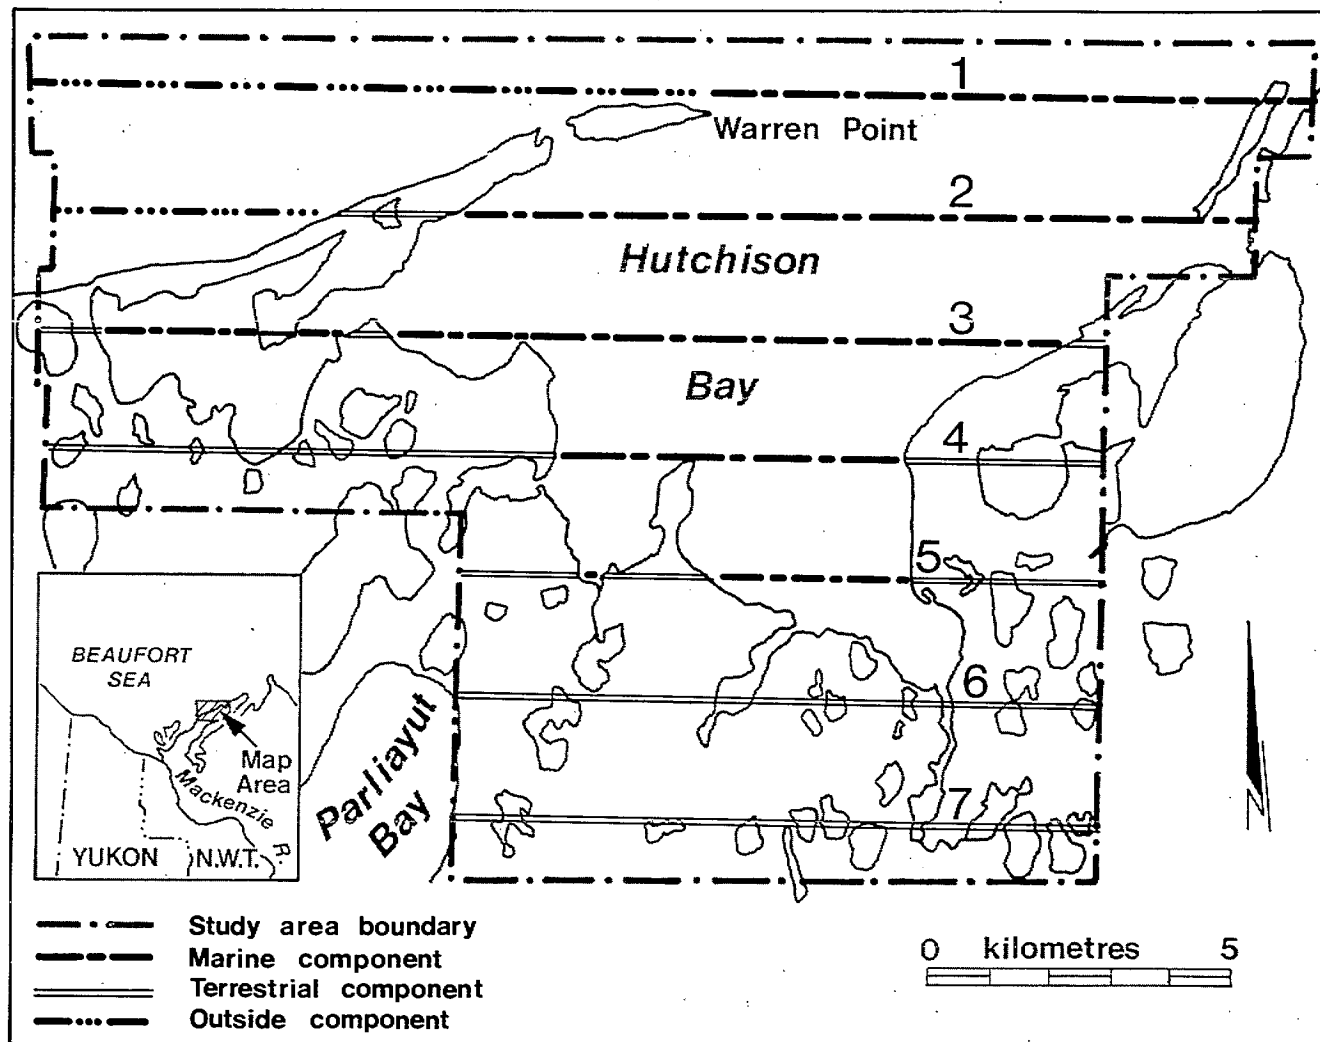 1
Warren Point
2
Hutchison
3
Bay
4
5
6
7
Parliayut
Bay
BEAUFORT
SEA
Map
Area
Mackenzie
R.
YUKON
N.W.T.
N
Study area boundary
Marine component
Terrestrial component
Outside component
0 kilometres 5